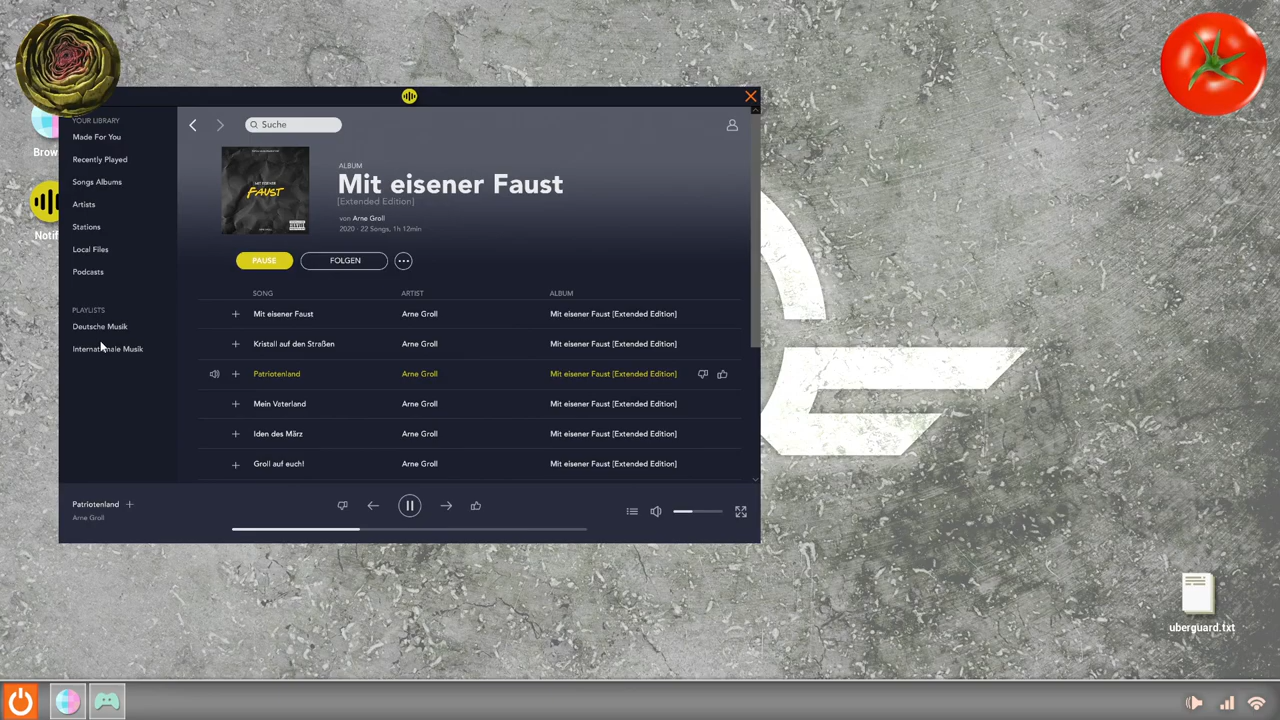 YOUR LIBRARY
Made For You
Recently Played
Songs Albums
Artists
Stations
Local Files
Podcasts
PLAYLISTS
Deutsche Musik
Internationale Musik
Suche
MIT EISENER
FAUST
ALBUM
Mit eisener Faust
[Extended Edition]
von Arne Groll
2020 · 22 Songs, 1h 12min
PAUSE
FOLGEN
SONG ARTIST ALBUM
Mit eisener Faust Arne Groll Mit eisener Faust [Extended Edition]
Kristall auf den Straßen Arne Groll Mit eisener Faust [Extended Edition]
Patriotenland Arne Groll Mit eisener Faust [Extended Edition]
Mein Vaterland Arne Groll Mit eisener Faust [Extended Edition]
Iden des März Arne Groll Mit eisener Faust [Extended Edition]
Groll auf euch! Arne Groll Mit eisener Faust [Extended Edition]
Patriotenland
Arne Groll
Brow
Notif
uberguard.txt